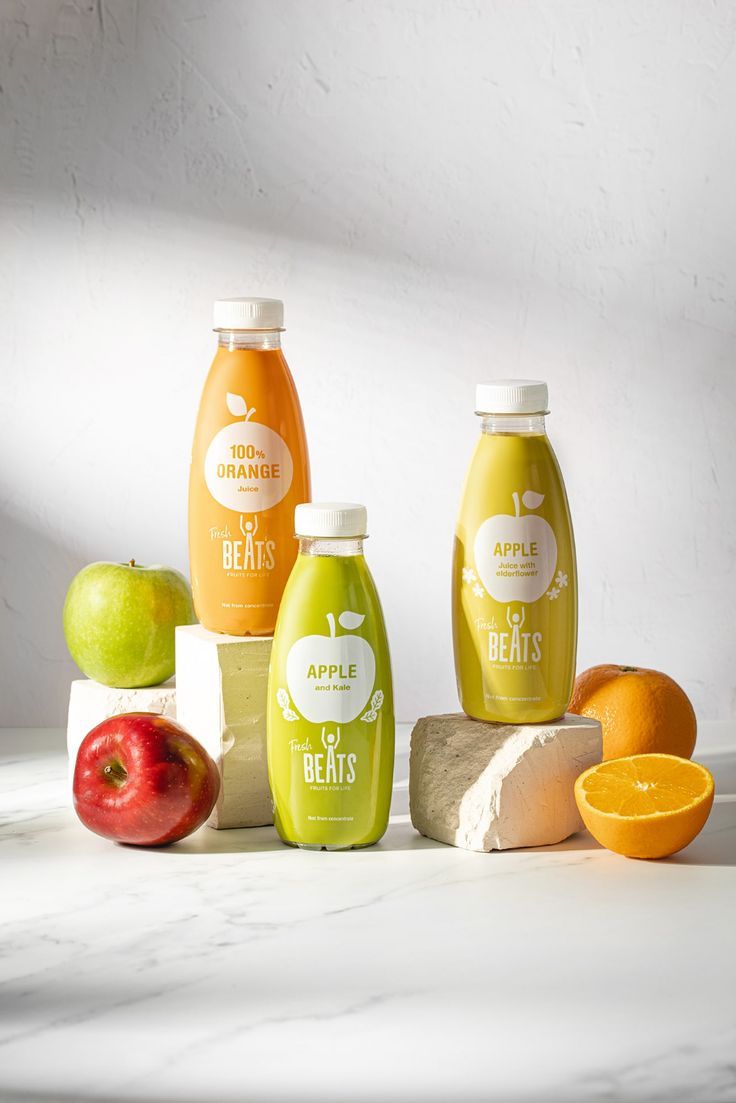 100%
ORANGE
Juice
Fresh
BEATS
FRUITS FOR LIFE
Not from concentrate
APPLE
and Kale
Fresh
BEATS
FRUITS FOR LIFE
Not from concentrate
APPLE
Juice with
elderflower
Fresh
BEATS
FRUITS FOR LIFE
Not from concentrate